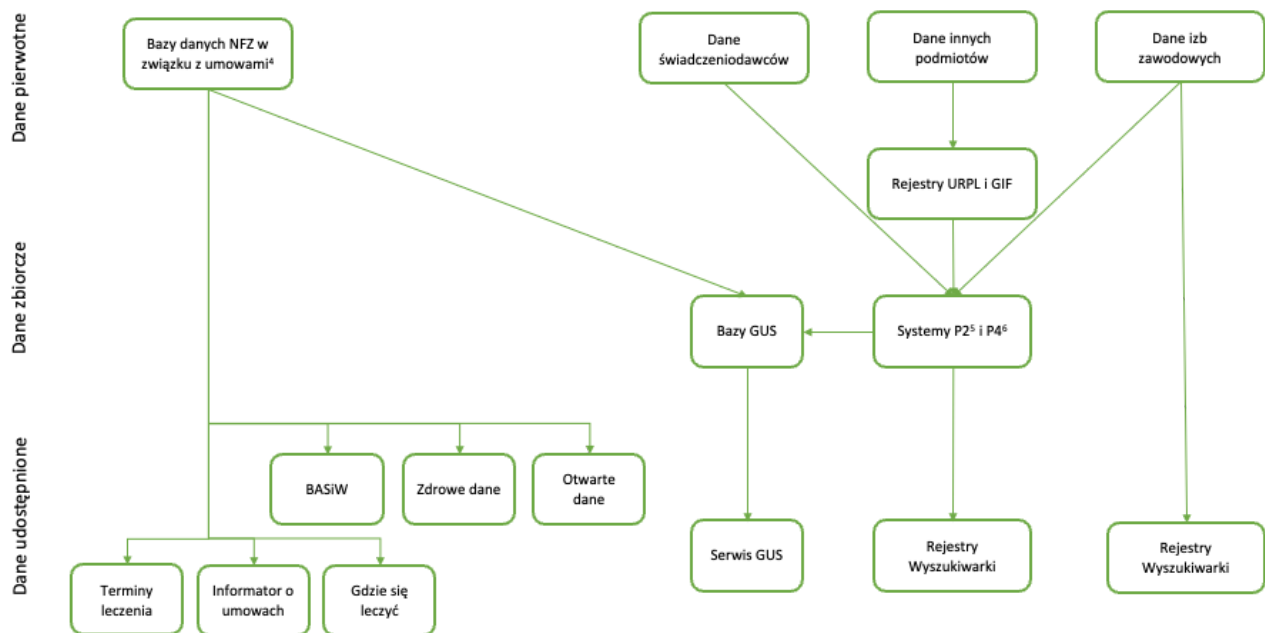 Dane pierwotne
Bazy danych NFZ w
związku z umowami⁴
Dane
świadczeniodawców
Dane innych
podmiotów
Dane izb
zawodowych
Rejestry URPL i GIF
Dane zbiorcze
Bazy GUS
Systemy P2⁵ i P4⁶
Dane udostępnione
BASiW
Zdrowe dane
Otwarte
dane
Serwis GUS
Rejestry
Wyszukiwarki
Rejestry
Wyszukiwarki
Terminy
leczenia
Informator o
umowach
Gdzie się
leczyć